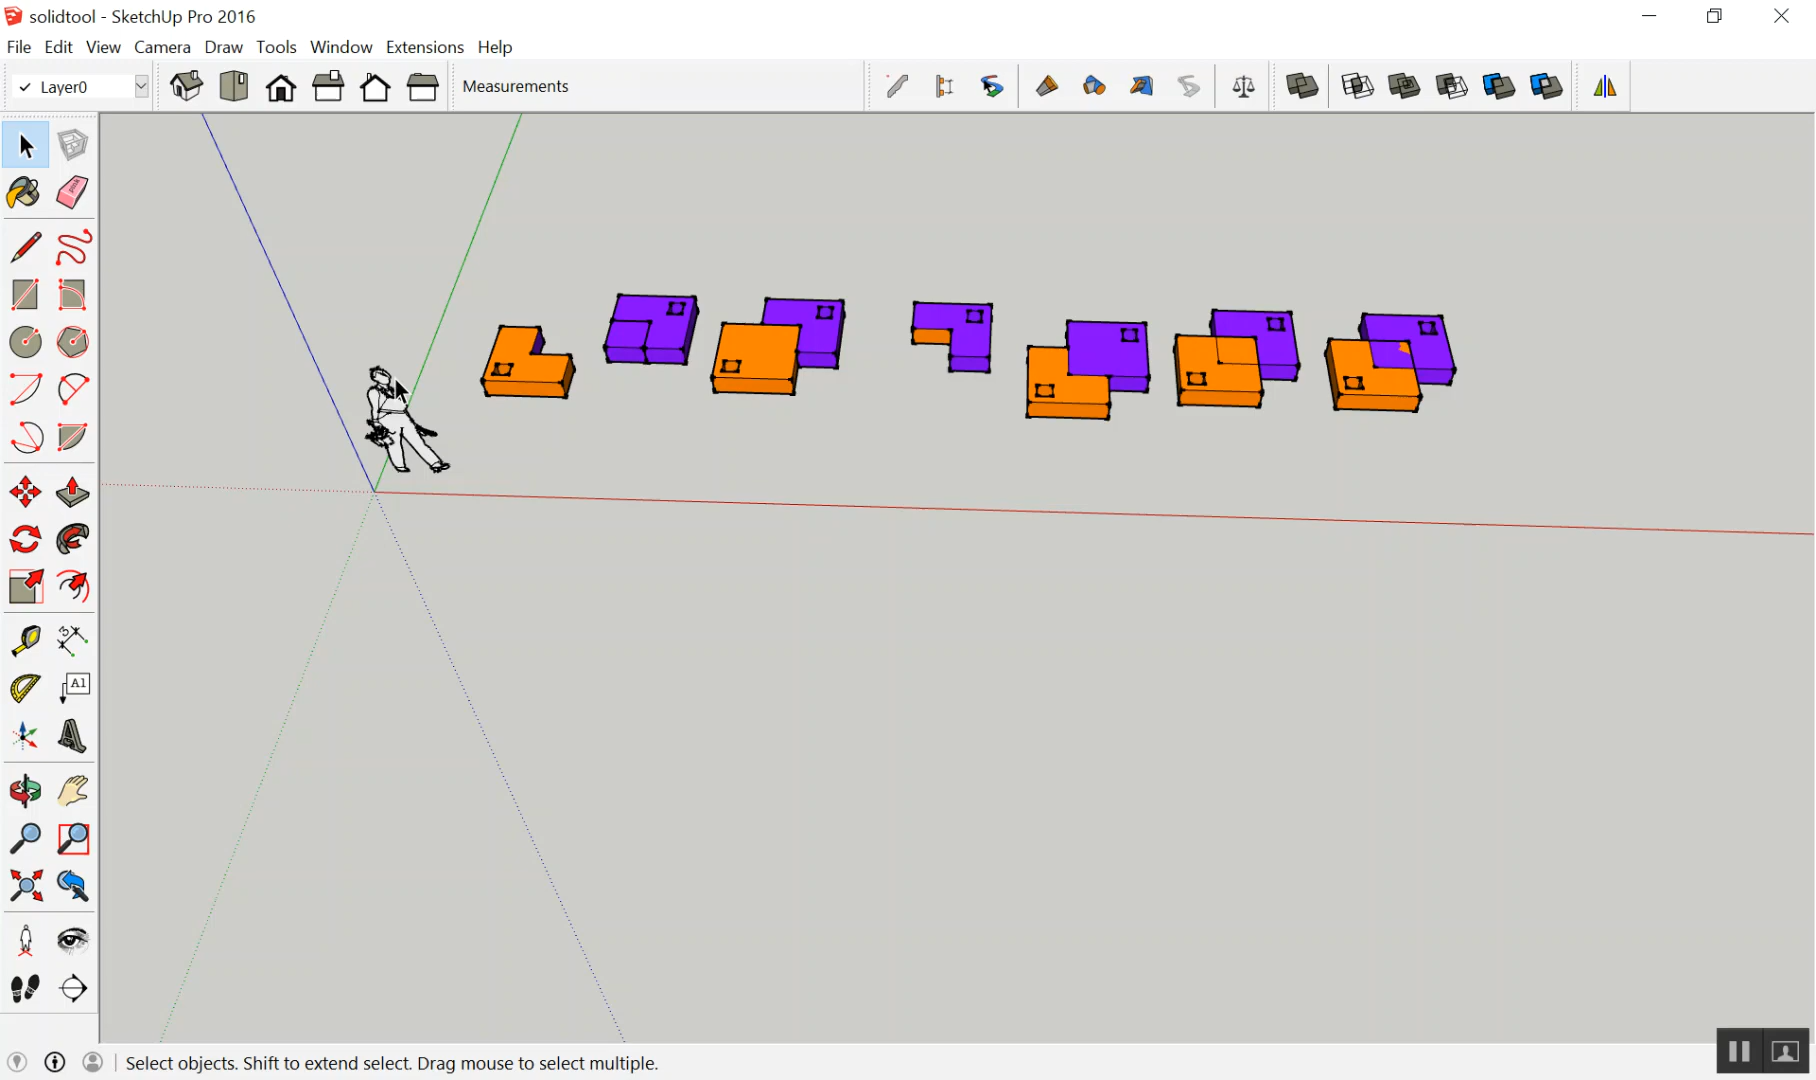 solidtool - SketchUp Pro 2016
File Edit View Camera Draw Tools Window Extensions Help
Layer0
Measurements
A1
Select objects. Shift to extend select. Drag mouse to select multiple.